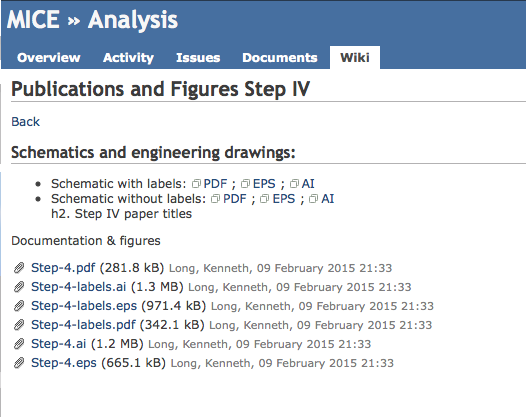 MICE » Analysis
Overview Activity Issues Documents Wiki
Publications and Figures Step IV
Back
Schematics and engineering drawings:
• Schematic with labels: PDF ; EPS ; AI
• Schematic without labels: PDF ; EPS ; AI
h2. Step IV paper titles
Documentation & figures
Step-4.pdf (281.8 kB) Long, Kenneth, 09 February 2015 21:33
Step-4-labels.ai (1.3 MB) Long, Kenneth, 09 February 2015 21:33
Step-4-labels.eps (971.4 kB) Long, Kenneth, 09 February 2015 21:33
Step-4-labels.pdf (342.1 kB) Long, Kenneth, 09 February 2015 21:33
Step-4.ai (1.2 MB) Long, Kenneth, 09 February 2015 21:33
Step-4.eps (665.1 kB) Long, Kenneth, 09 February 2015 21:33